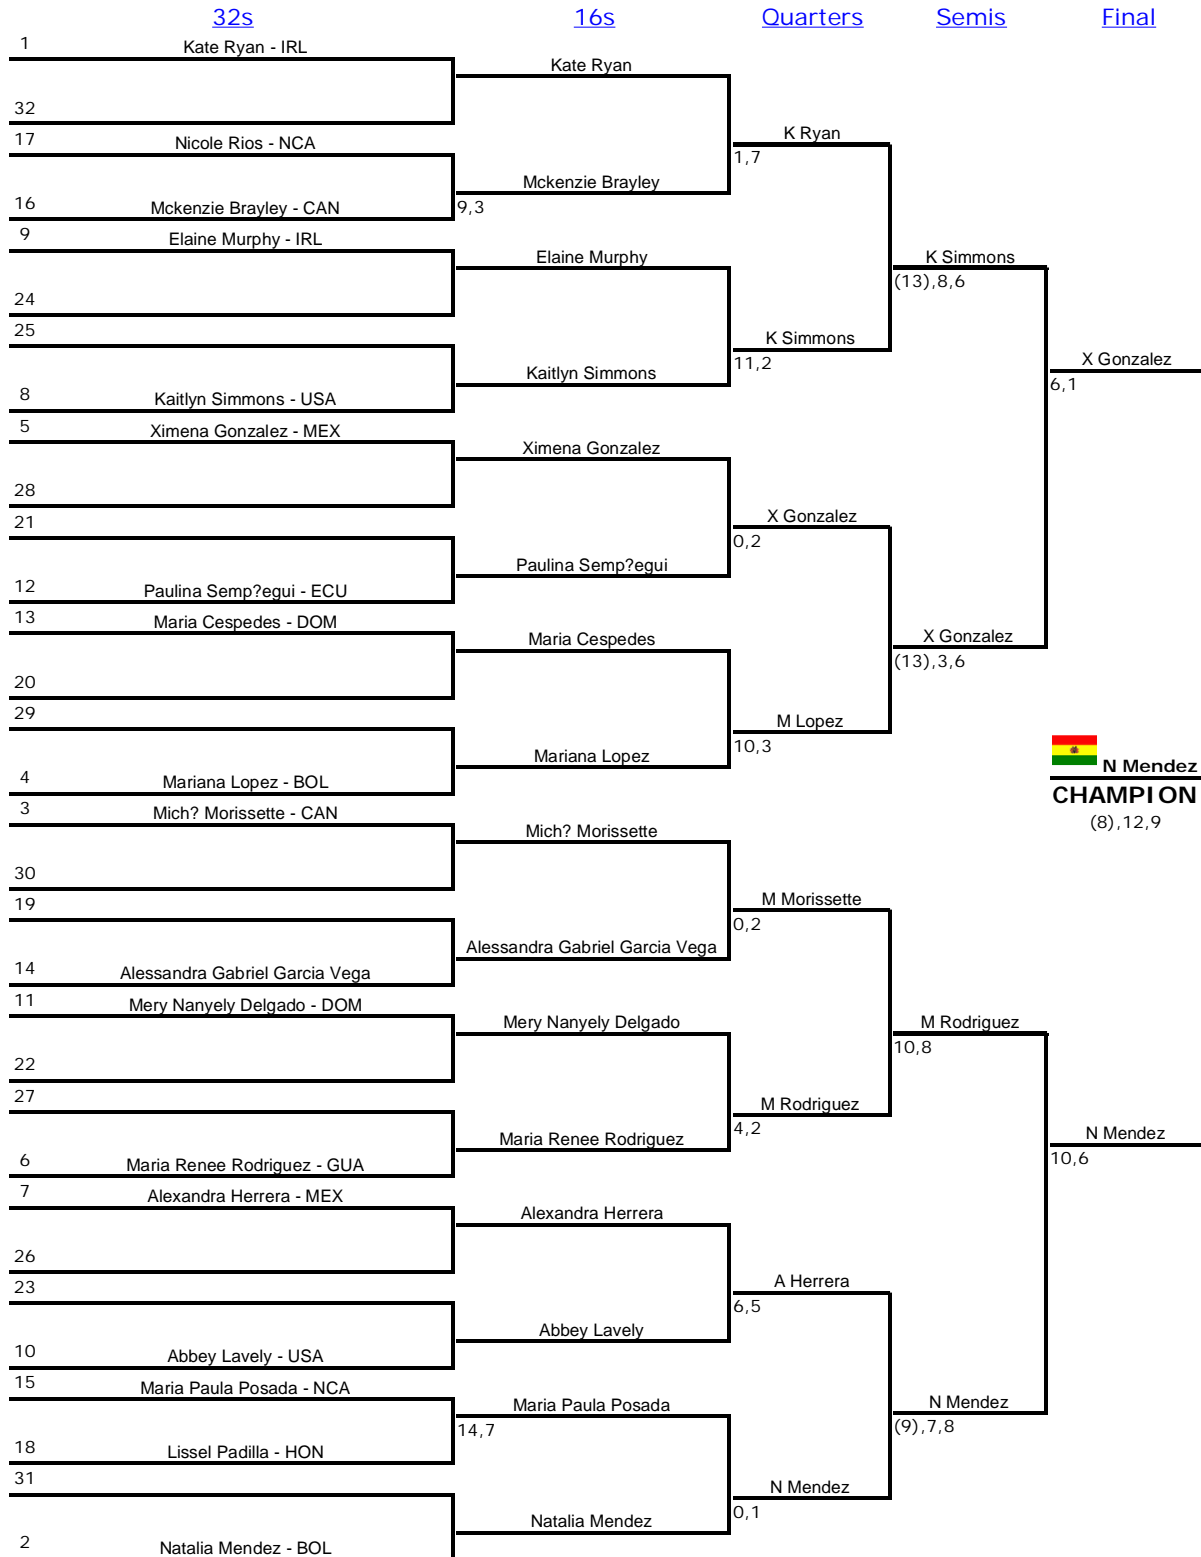 32s 16s Quarters Semis Final
1 Kate Ryan - IRL
Kate Ryan
32
17 Nicole Rios - NCA
K Ryan
1,7
Mckenzie Brayley
16 Mckenzie Brayley - CAN
9,3
9 Elaine Murphy - IRL
Elaine Murphy
K Simmons
(13),8,6
24
25
K Simmons
11,2
X Gonzalez
6,1
Kaitlyn Simmons
8 Kaitlyn Simmons - USA
5 Ximena Gonzalez - MEX
Ximena Gonzalez
28
X Gonzalez
0,2
21
Paulina Semp?egui
12 Paulina Semp?egui - ECU
13 Maria Cespedes - DOM
Maria Cespedes
X Gonzalez
(13),3,6
20
29
M Lopez
10,3
Mariana Lopez
N Mendez
4 Mariana Lopez - BOL
CHAMPION
3 Mich? Morissette - CAN
(8),12,9
Mich? Morissette
30
19
M Morissette
0,2
Alessandra Gabriel Garcia Vega
14 Alessandra Gabriel Garcia Vega
11 Mery Nanyely Delgado - DOM
Mery Nanyely Delgado
M Rodriguez
10,8
22
27
M Rodriguez
4,2
Maria Renee Rodriguez
N Mendez
10,6
6 Maria Renee Rodriguez - GUA
7 Alexandra Herrera - MEX
Alexandra Herrera
26
A Herrera
6,5
23
Abbey Lavely
10 Abbey Lavely - USA
15 Maria Paula Posada - NCA
Maria Paula Posada
14,7
N Mendez
(9),7,8
18 Lissel Padilla - HON
31
N Mendez
0,1
Natalia Mendez
2 Natalia Mendez - BOL